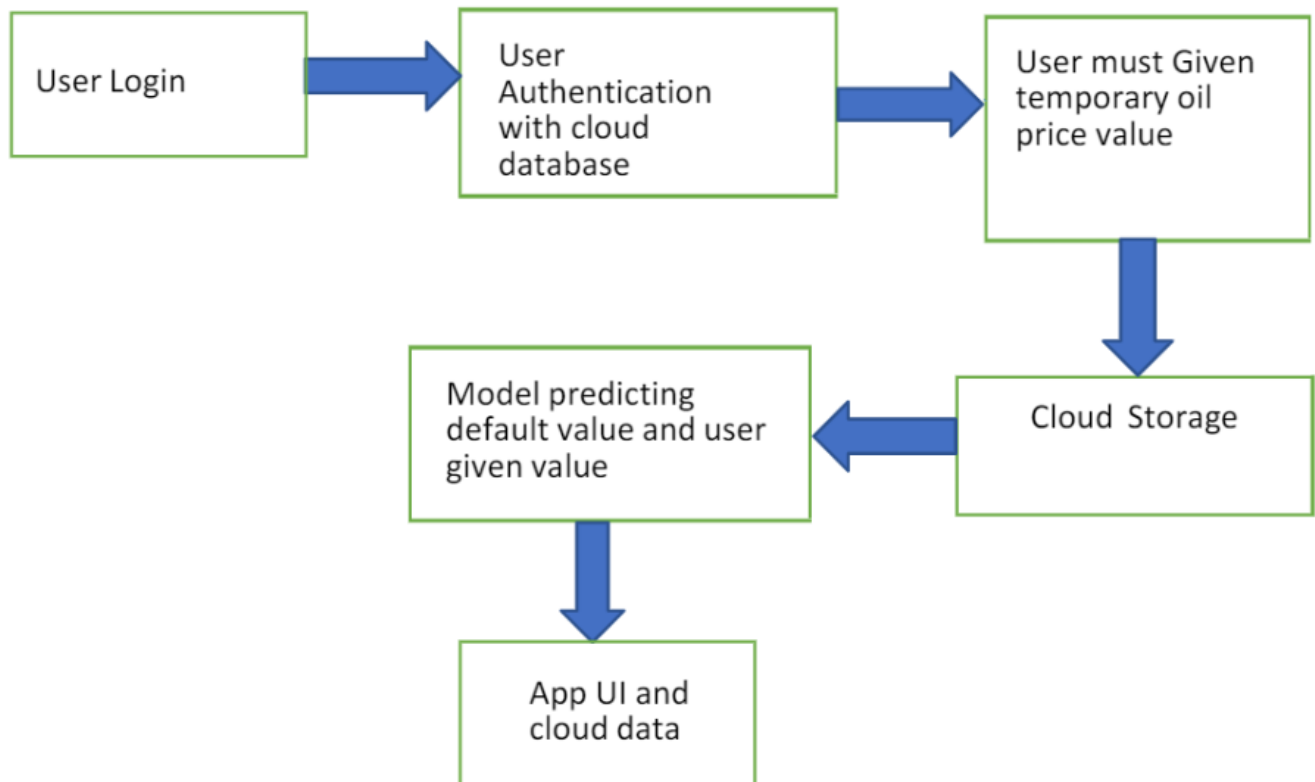 User Login
User
Authentication
with cloud
database
User must Given
temporary oil
price value
Cloud Storage
Model predicting
default value and user
given value
App UI and
cloud data